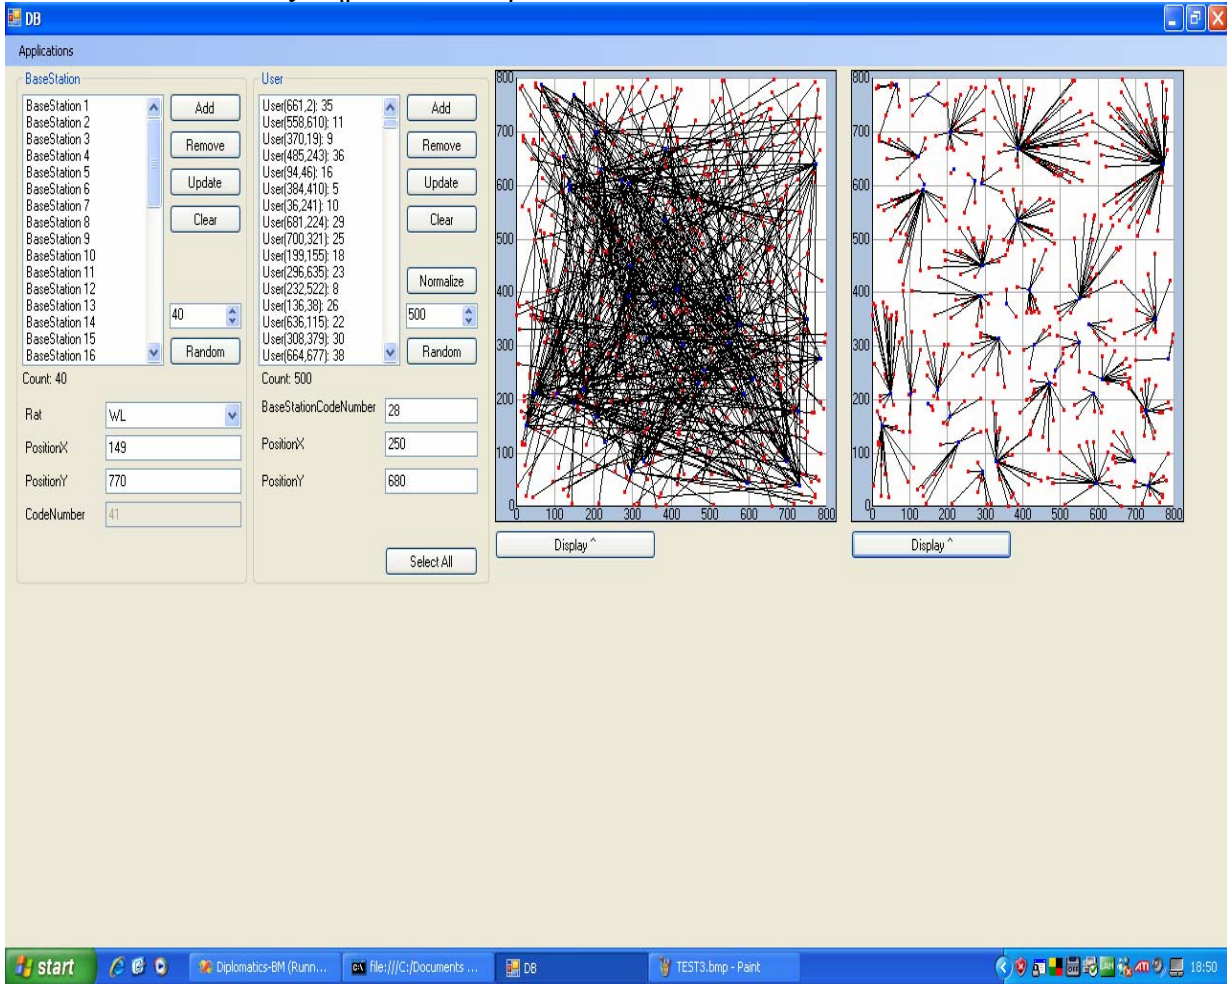 DB
Applications
BaseStation
BaseStation 1
BaseStation 2
BaseStation 3
BaseStation 4
BaseStation 5
BaseStation 6
BaseStation 7
BaseStation 8
BaseStation 9
BaseStation 10
BaseStation 11
BaseStation 12
BaseStation 13
BaseStation 14
BaseStation 15
BaseStation 16
Add
Remove
Update
Clear
40
Random
Count: 40
Rat WL
PositionX 149
PositionY 770
CodeNumber 41
User
User(661,2): 35
User(558,610): 11
User(370,19): 9
User(485,243): 36
User(94,46): 16
User(384,410): 5
User(36,241): 10
User(681,224): 29
User(700,321): 25
User(199,155): 18
User(296,635): 23
User(232,522): 8
User(136,38): 26
User(636,115): 22
User(308,379): 30
User(664,677): 38
Add
Remove
Update
Clear
Normalize
500
Random
Count: 500
BaseStationCodeNumber 28
PositionX 250
PositionY 680
Select All
800
700
600
500
400
300
200
100
0
0 100 200 300 400 500 600 700 800
Display ^
800
700
600
500
400
300
200
100
0
0 100 200 300 400 500 600 700 800
Display ^
start
Diplomatics-BM (Runn...
file:///C:/Documents ...
DB
TEST3.bmp - Paint
18:50